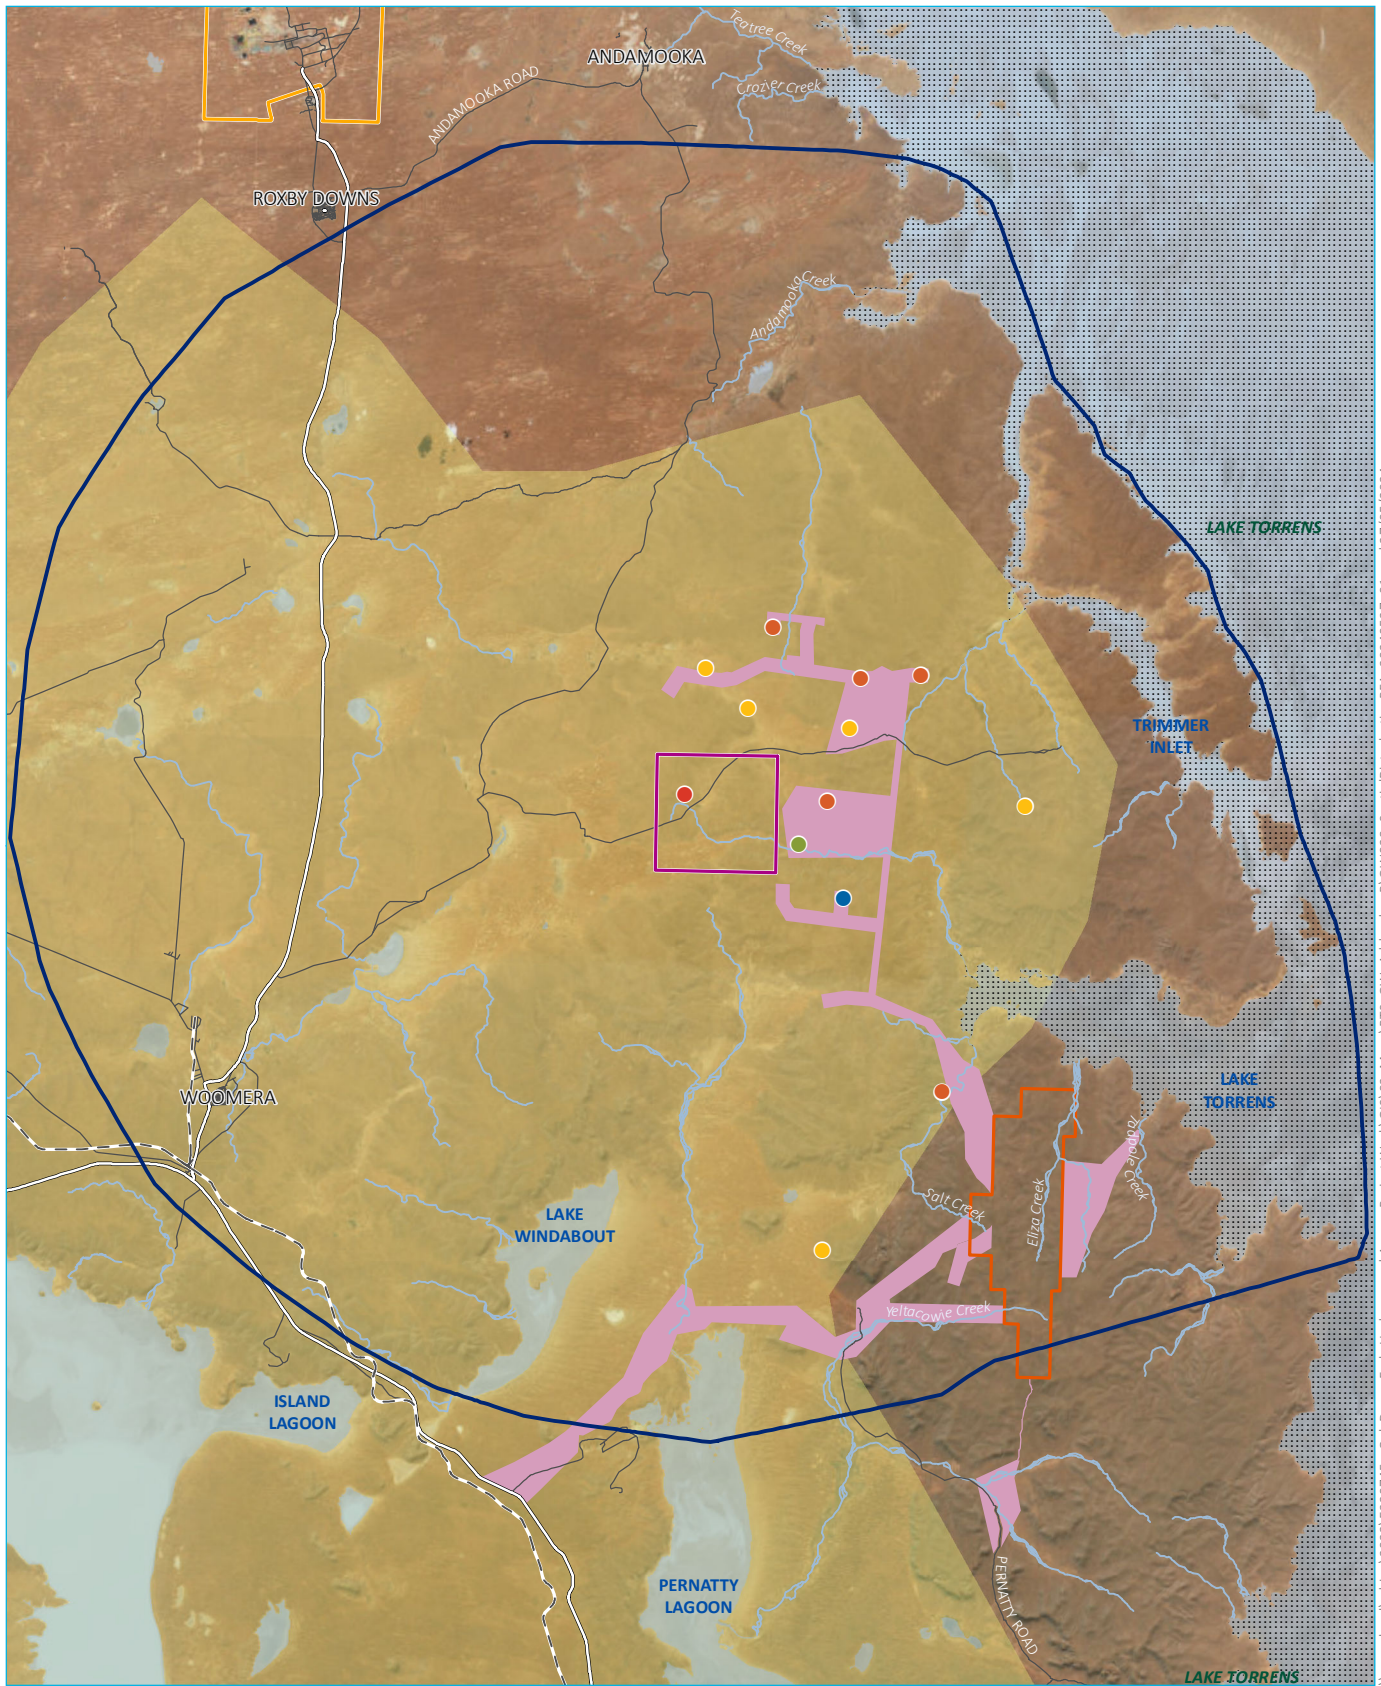 Teatree Creek
ANDAMOOKA
Crozier Creek
ANDAMOOKA ROAD
ROXBY DOWNS
Andamooka Creek
LAKE TORRENS
TRIMMER
INLET
LAKE
TORRENS
WOOMERA
Todpole Creek
Salt Creek
Eliza Creek
LAKE
WINDABOUT
Yeltacowie Creek
ISLAND
LAGOON
PERNATTY
LAGOON
PERNATTY ROAD
LAKE TORRENS